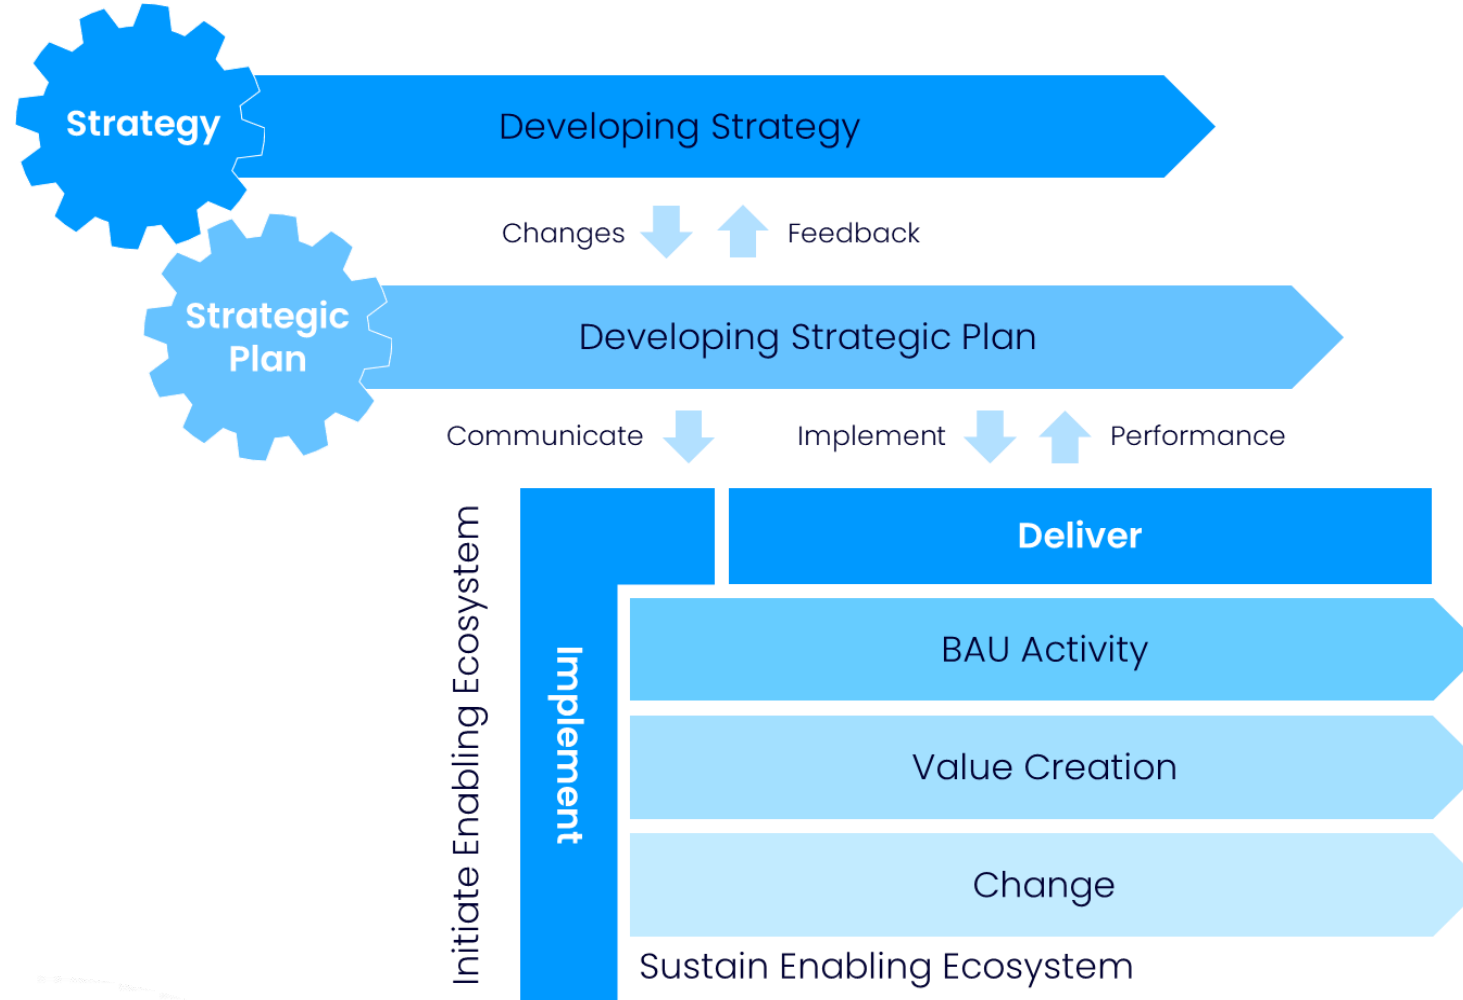 Strategy
Developing Strategy
Changes
Feedback
Strategic
Plan
Developing Strategic Plan
Communicate
Implement
Performance
Initiate Enabling Ecosystem
Implement
Deliver
BAU Activity
Value Creation
Change
Sustain Enabling Ecosystem